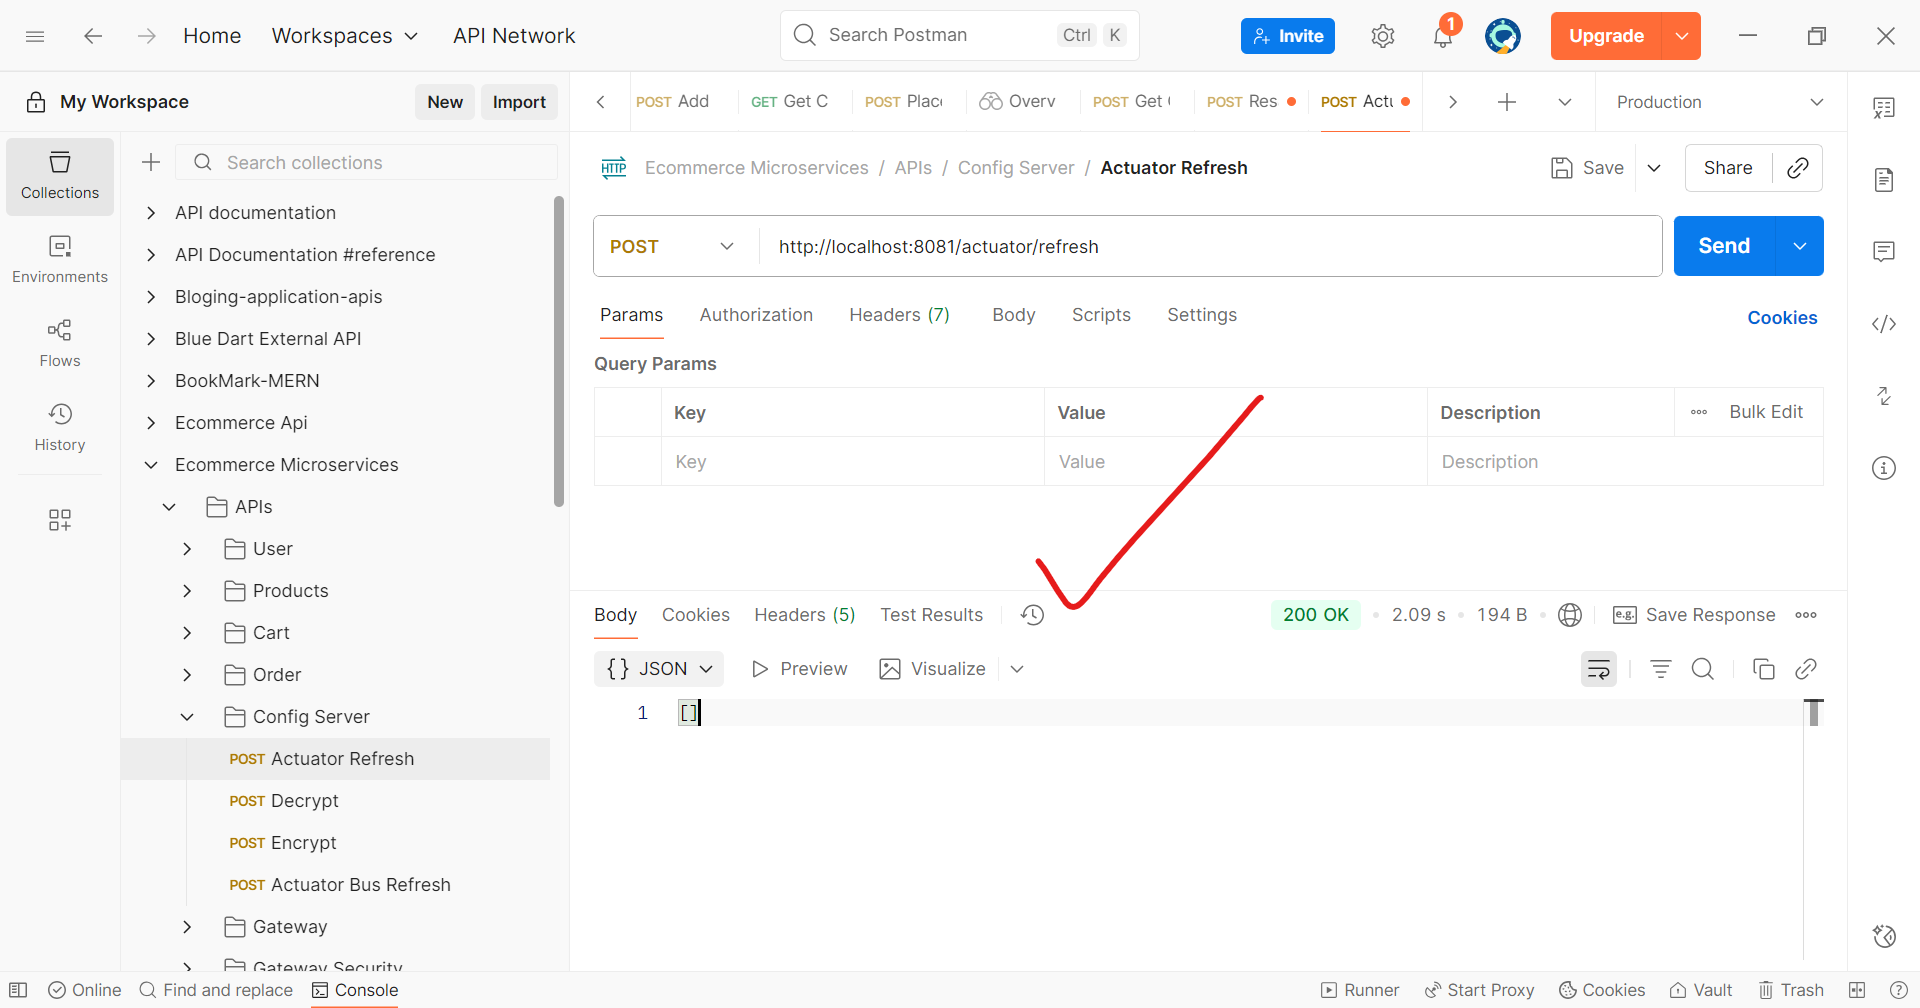 Home Workspaces API Network
Search Postman Ctrl K
Invite
1
Upgrade
My Workspace New Import
POST Add
GET Get C
POST Plac
Overv
POST Get
POST Res
POST Actu
Production
Collections
Environments
Flows
History
Search collections
API documentation
API Documentation #reference
Bloging-application-apis
Blue Dart External API
BookMark-MERN
Ecommerce Api
Ecommerce Microservices
APIs
User
Products
Cart
Order
Config Server
POST Actuator Refresh
POST Decrypt
POST Encrypt
POST Actuator Bus Refresh
Gateway
Gateway Security
HTTP Ecommerce Microservices / APIs / Config Server / Actuator Refresh
Save Share
POST http://localhost:8081/actuator/refresh Send
Params Authorization Headers (7) Body Scripts Settings Cookies
Query Params
Key Value Description Bulk Edit
Key Value Description
Body Cookies Headers (5) Test Results 200 OK • 2.09 s • 194 B • e.g. Save Response
{} JSON Preview Visualize
1 []
Online Find and replace Console Runner Start Proxy Cookies Vault Trash